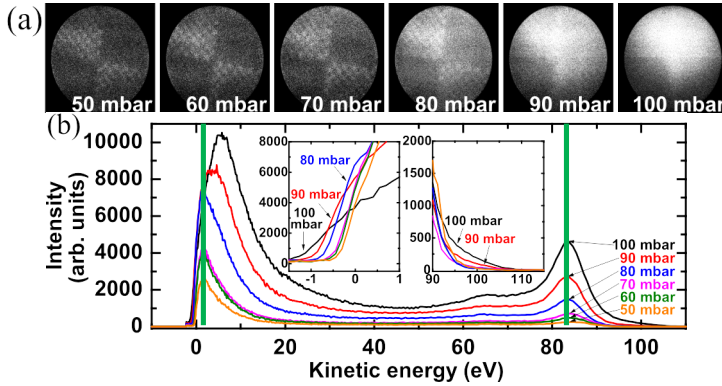 (a)
50 mbar 60 mbar 70 mbar 80 mbar 90 mbar 100 mbar
(b)
10000
8000
6000
4000
2000
0
Intensity
(arb. units)
0 20 40 60 80 100
Kinetic energy (eV)
8000
6000
4000
2000
0
-1 0 1
80 mbar
90 mbar
100
mbar
2000
1500
1000
500
0
90 100 110
100 mbar
90 mbar
100 mbar
90 mbar
80 mbar
70 mbar
60 mbar
50 mbar